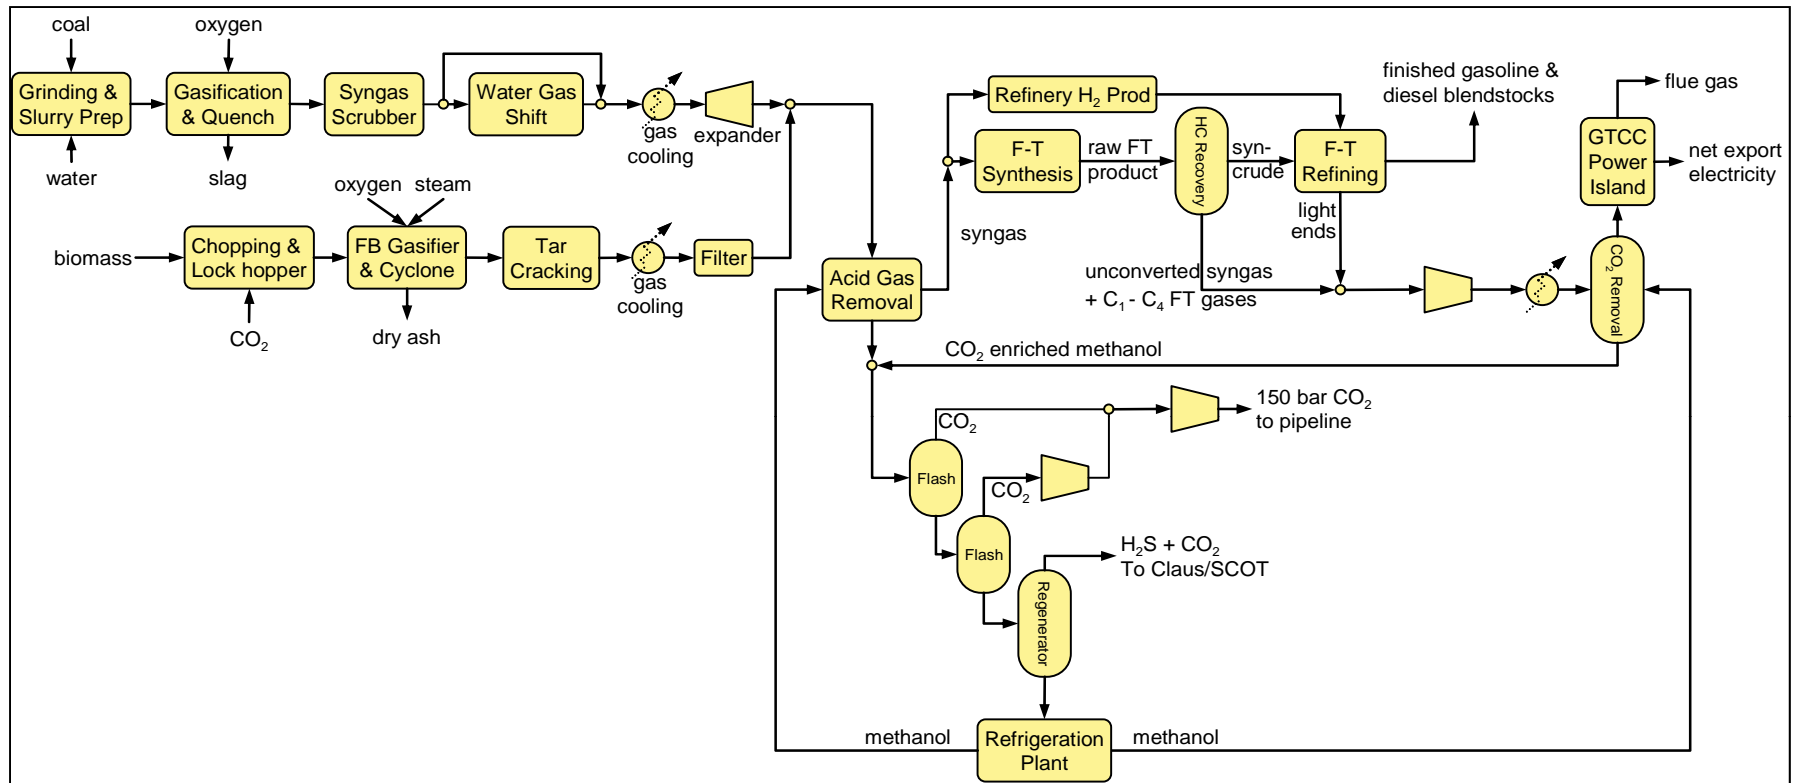 coal
oxygen
Grinding &
Slurry Prep
Gasification
& Quench
Syngas
Scrubber
Water Gas
Shift
gas
cooling
expander
water
slag
oxygen
steam
biomass
Chopping &
Lock hopper
FB Gasifier
& Cyclone
Tar
Cracking
gas
cooling
Filter
CO₂
dry ash
Acid Gas
Removal
syngas
Refinery H₂ Prod
F-T
Synthesis
raw FT
product
HC Recovery
syn-
crude
F-T
Refining
finished gasoline &
diesel blendstocks
light
ends
unconverted syngas
+ C₁ - C₄ FT gases
flue gas
GTCC
Power
Island
net export
electricity
CO₂ Removal
CO₂ enriched methanol
CO₂
150 bar CO₂
to pipeline
Flash
CO₂
Flash
H₂S + CO₂
To Claus/SCOT
Regenerator
methanol
Refrigeration
Plant
methanol